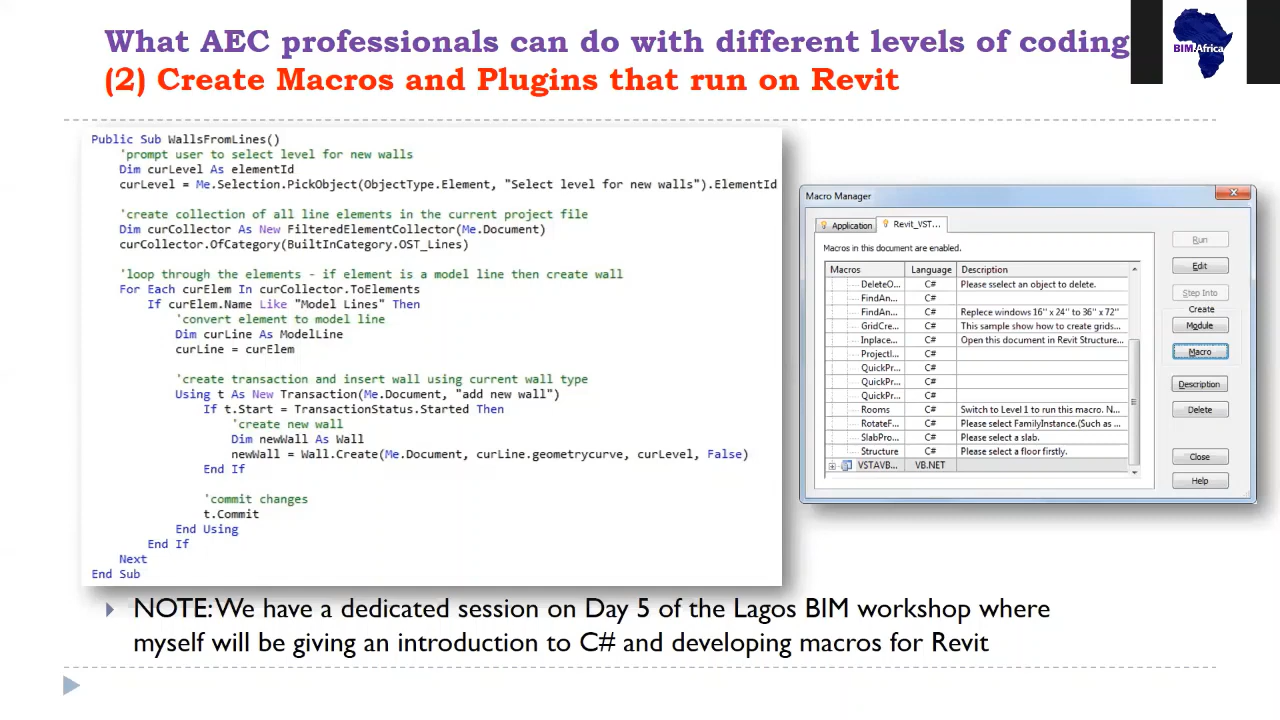 What AEC professionals can do with different levels of coding
(2) Create Macros and Plugins that run on Revit
BIM Africa
Public Sub WallsFromLines()
'prompt user to select level for new walls
Dim curLevel As elementId
curLevel = Me.Selection.PickObject(ObjectType.Element, "Select level for new walls").ElementId
'create collection of all line elements in the current project file
Dim curCollector As New FilteredElementCollector(Me.Document)
curCollector.OfCategory(BuiltInCategory.OST_Lines)
'loop through the elements - if element is a model line then create wall
For Each curElem In curCollector.ToElements
If curElem.Name Like "Model Lines" Then
'convert element to model line
Dim curLine As ModelLine
curLine = curElem
'create transaction and insert wall using current wall type
Using t As New Transaction(Me.Document, "add new wall")
If t.Start = TransactionStatus.Started Then
'create new wall
Dim newWall As Wall
newWall = Wall.Create(Me.Document, curLine.geometrycurve, curLevel, False)
End If
'commit changes
t.Commit
End Using
End If
Next
End Sub
Macro Manager
Application Revit_VST...
Macros in this document are enabled.
Macros Language Description
DeleteO... C# Please sselect an object to delete.
FindAn... C#
FindAn... C# Replece windows 16" x 24" to 36" x 72"
GridCre... C# This sample show how to create grids...
Inplace... C# Open this document in Revit Structure...
ProjectI... C#
QuickPr... C#
QuickPr... C#
QuickPr... C#
Rooms C# Switch to Level 1 to run this macro. N...
RotateF... C# Please select FamilyInstance.(Such as ...
SlabPro... C# Please select a slab.
Structure C# Please select a floor firstly.
VSTAVB... VB.NET
Run
Edit
Step Into
Create
Module
Macro
Description
Delete
Close
Help
NOTE: We have a dedicated session on Day 5 of the Lagos BIM workshop where
myself will be giving an introduction to C# and developing macros for Revit